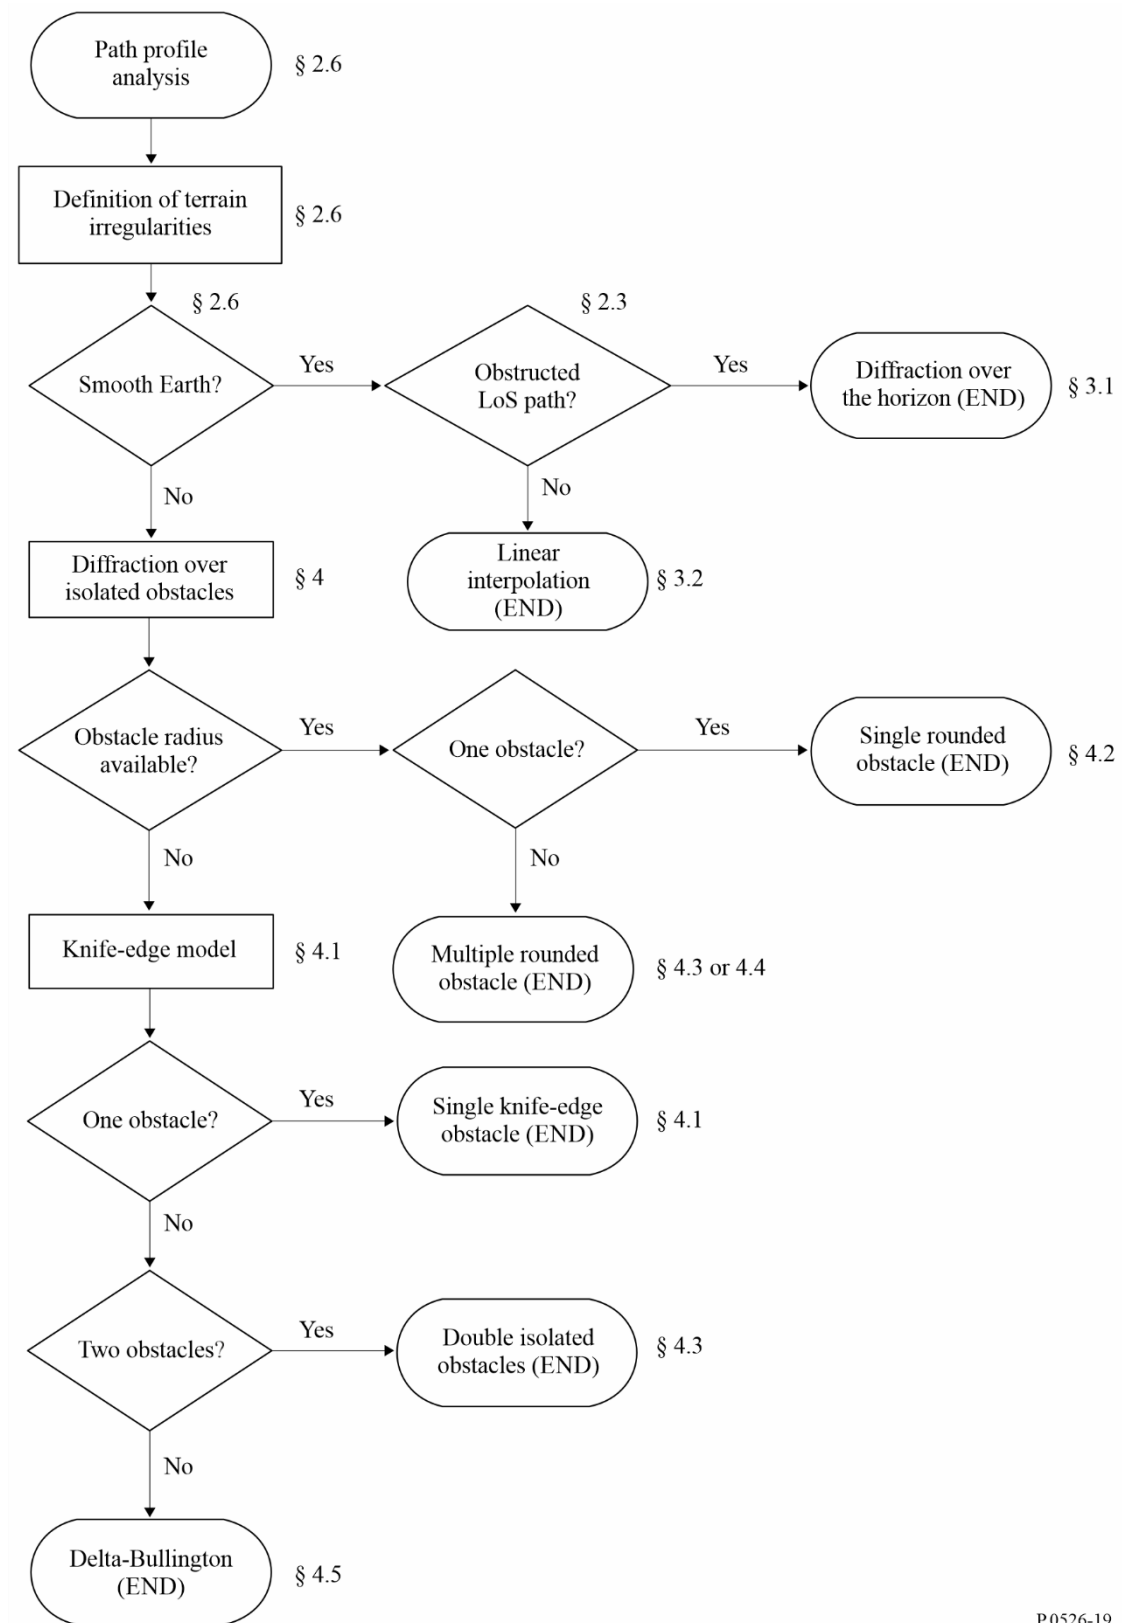 Path profile
analysis
§ 2.6
Definition of terrain
irregularities
§ 2.6
§ 2.6
§ 2.3
Smooth Earth?
Yes
Obstructed
LoS path?
Yes
Diffraction over
the horizon (END)
§ 3.1
No
No
Diffraction over
isolated obstacles
§ 4
Linear
interpolation
(END)
§ 3.2
Obstacle radius
available?
Yes
One obstacle?
Yes
Single rounded
obstacle (END)
§ 4.2
No
No
Knife-edge model
§ 4.1
Multiple rounded
obstacle (END)
§ 4.3 or 4.4
One obstacle?
Yes
Single knife-edge
obstacle (END)
§ 4.1
No
Two obstacles?
Yes
Double isolated
obstacles (END)
§ 4.3
No
Delta-Bullington
(END)
§ 4.5
P.0526-19